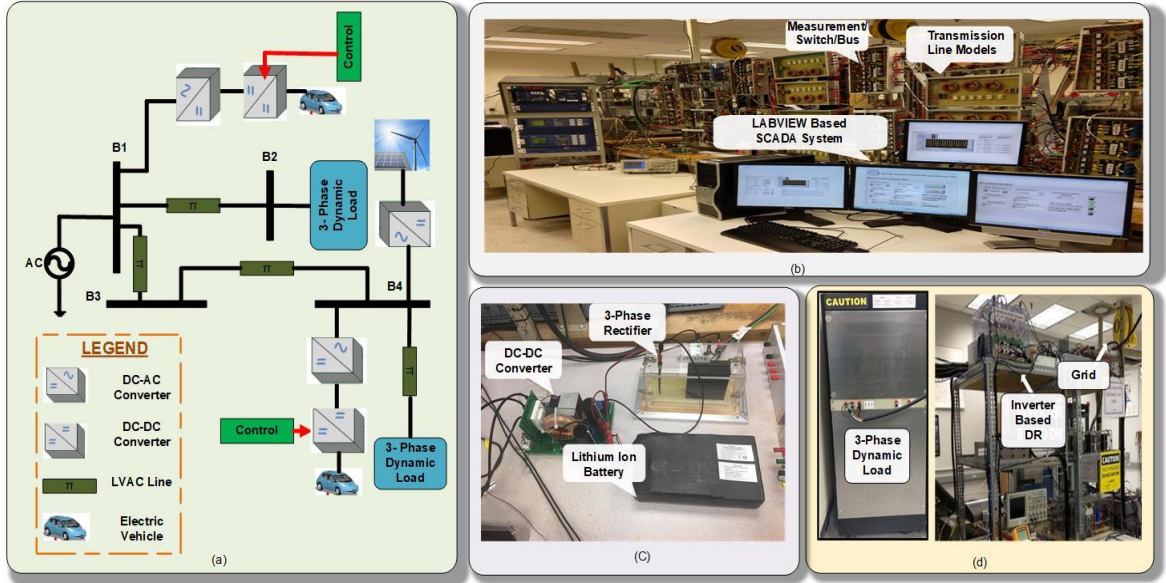 Control
B1
B2
3- Phase
Dynamic
Load
π
π
AC
π
B3
B4
LEGEND
DC-AC
Converter
DC-DC
Converter
π
LVAC Line
Electric
Vehicle
Control
π
3- Phase
Dynamic
Load
(a)
Measurement/
Switch/Bus
Transmission
Line Models
LABVIEW Based
SCADA System
(b)
3-Phase
Rectifier
DC-DC
Converter
Lithium Ion
Battery
(C)
CAUTION
3-Phase
Dynamic
Load
Grid
Inverter
Based
DR
CAUTION
(d)